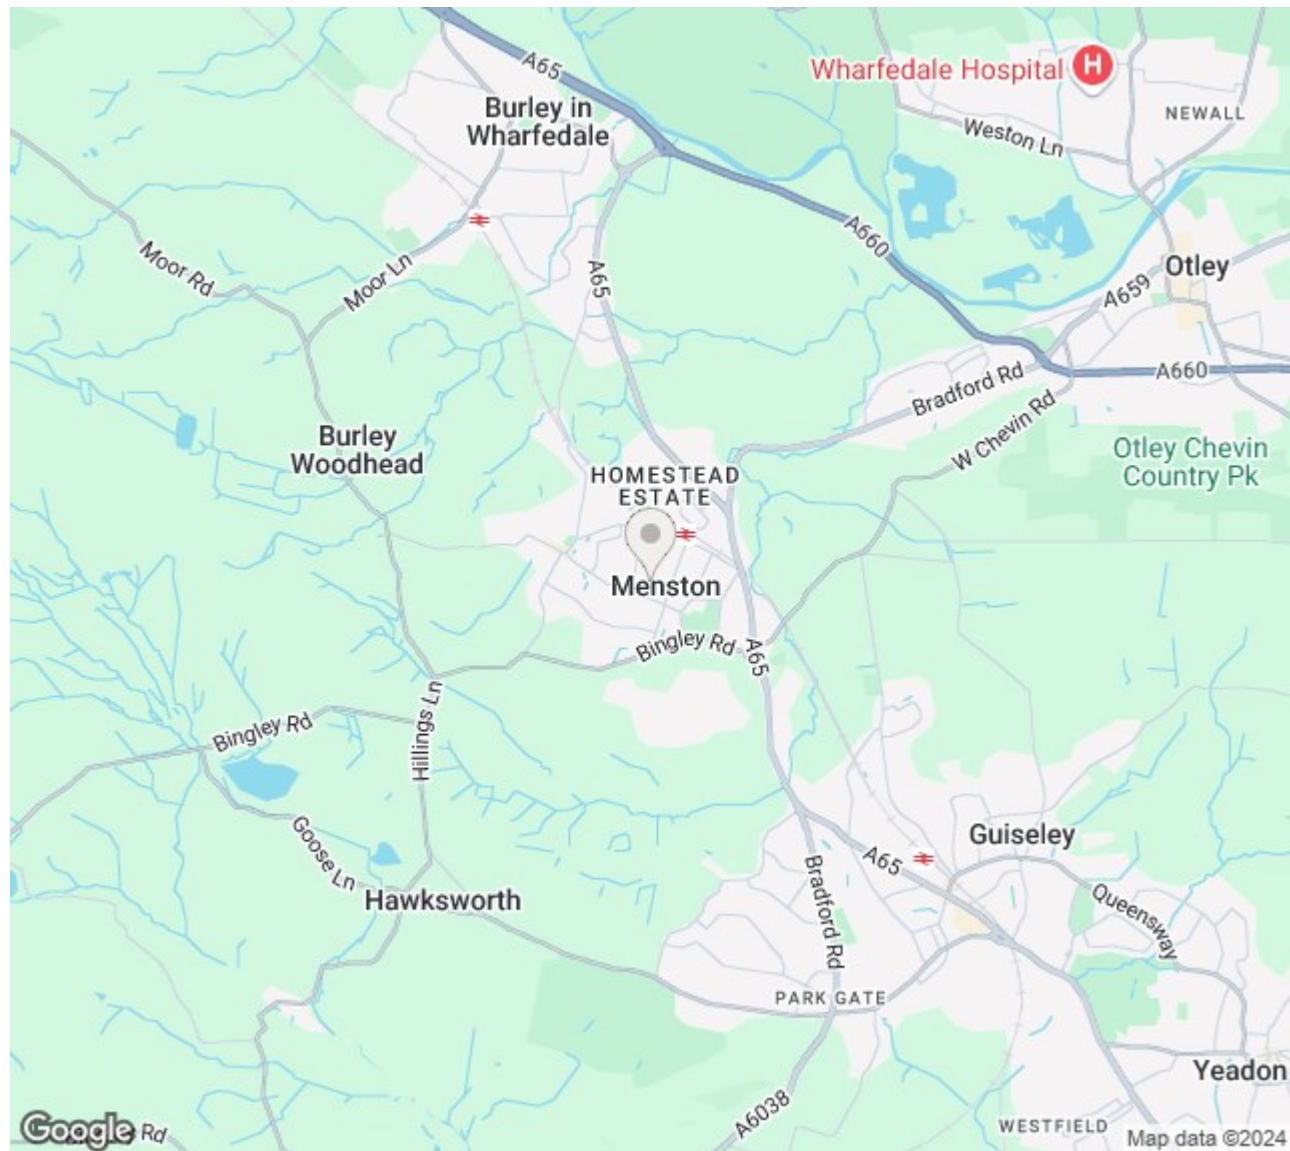 A65
Wharfedale Hospital
H
Burley in
Wharfedale
NEWALL
Weston Ln
A660
Moor Rd
Moor Ln
A65
Otley
A659
Bradford Rd
A660
W Chevin Rd
Burley
Woodhead
Otley Chevin
Country Pk
HOMESTEAD
ESTATE
Menston
Bingley Rd
A65
Hillings Ln
Bingley Rd
Goose Ln
Guiseley
A65
Bradford Rd
Hawksworth
Queensway
PARK GATE
Yeadon
A6038
WESTFIELD
Google
Rd
Map data ©2024